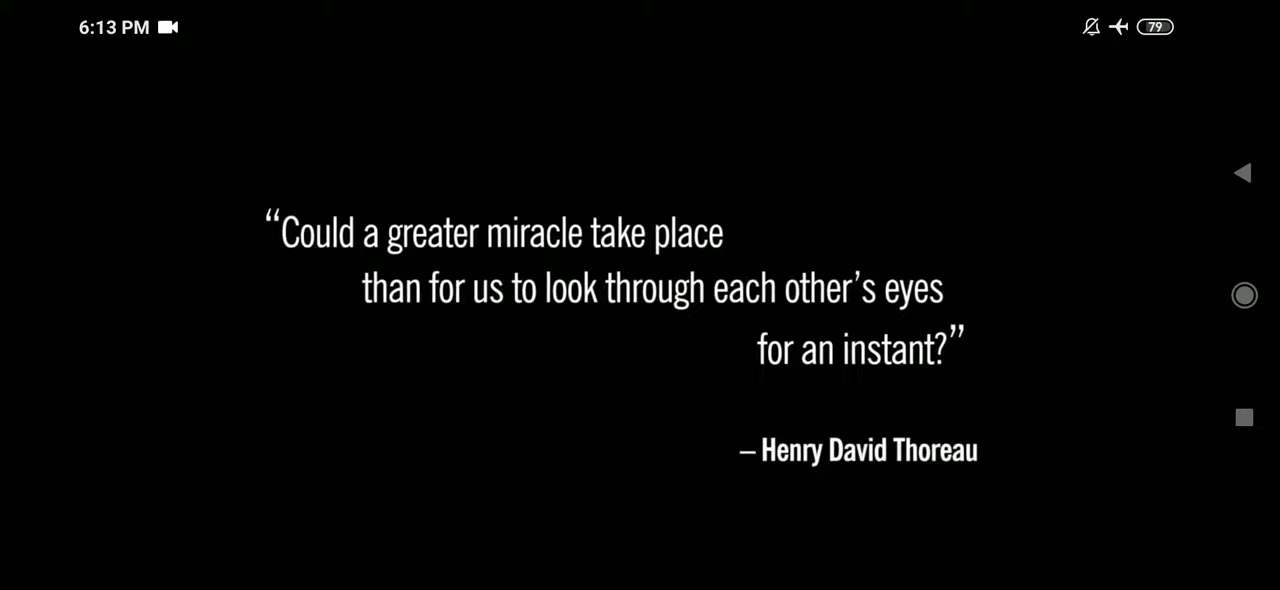 6:13 PM
79
“Could a greater miracle take place
than for us to look through each other’s eyes
for an instant?”
– Henry David Thoreau